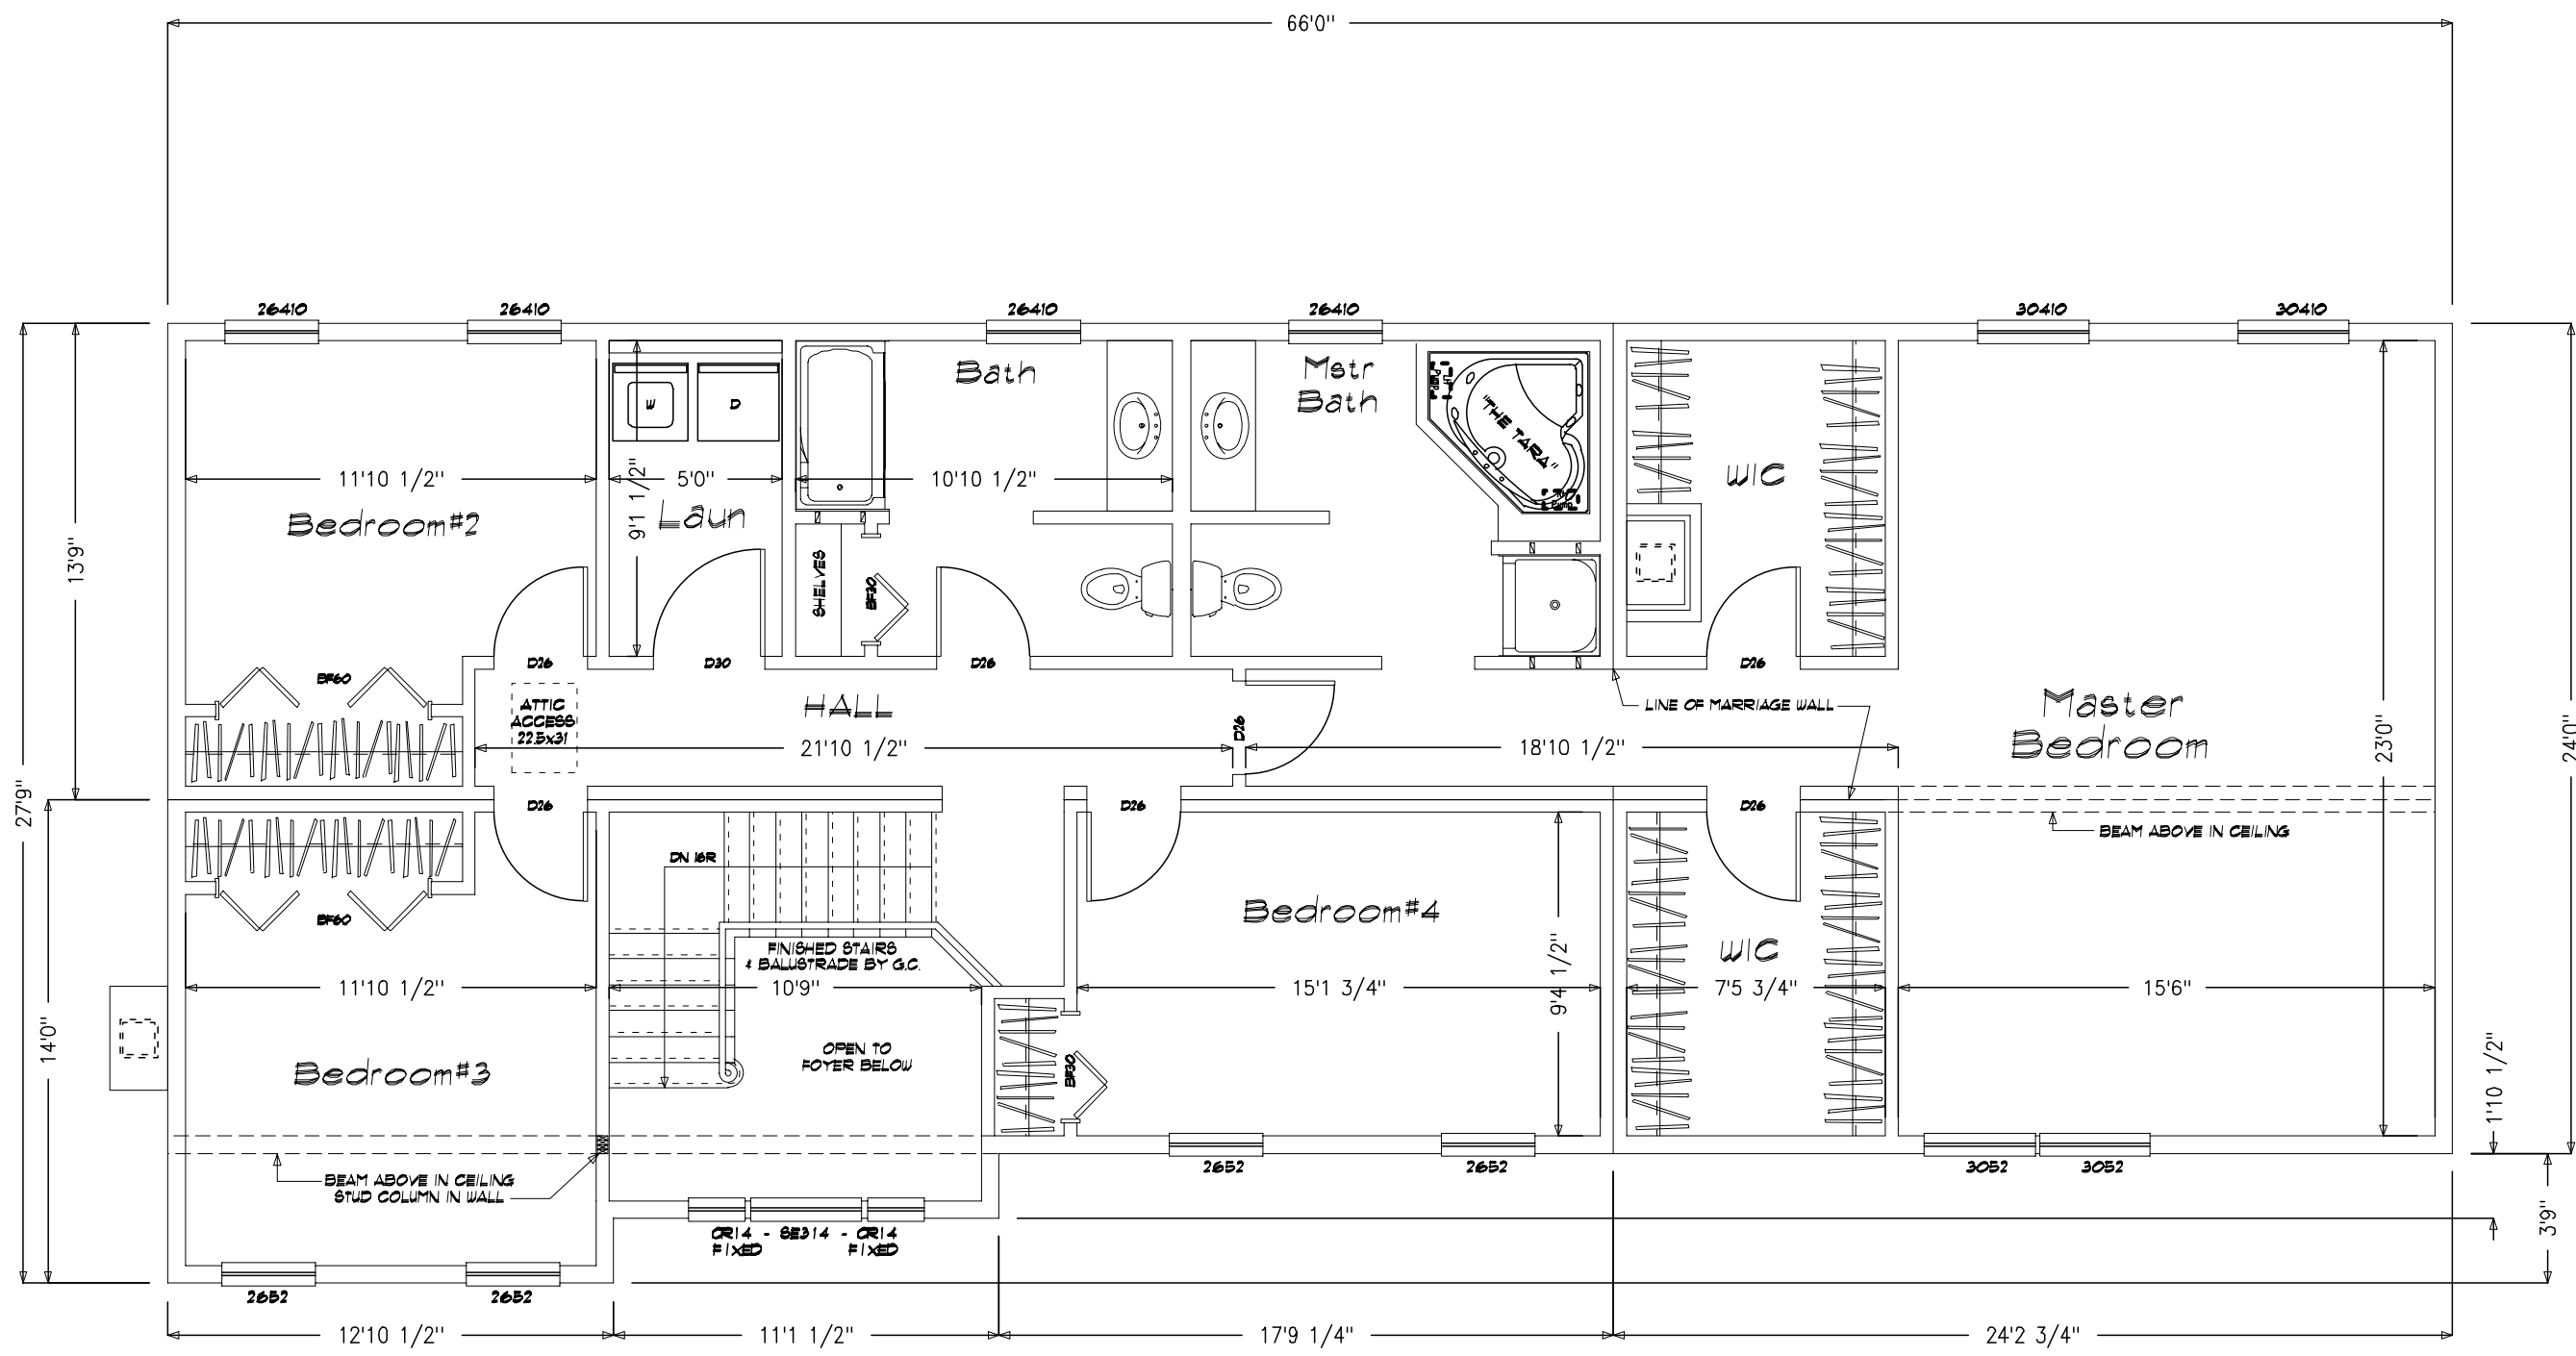 66'0"
26410
26410
26410
26410
30410
30410
Bath
Mstr
Bath
W
D
"THE TARA"
11'10 1/2"
5'0"
10'10 1/2"
WIC
Bedroom#2
Laun
9'1 1/2"
13'9"
SHELVES
BF30
BF60
D26
D30
D26
D26
ATTIC
ACCESS
22.5x31
HALL
D26
LINE OF MARRIAGE WALL
Master
Bedroom
21'10 1/2"
18'10 1/2"
23'0"
24'0"
27'9"
D26
D26
D26
BEAM ABOVE IN CEILING
DN 16R
BF60
Bedroom#4
FINISHED STAIRS
& BALUSTRADE BY G.C.
WIC
11'10 1/2"
10'9"
15'1 3/4"
9'4 1/2"
7'5 3/4"
15'6"
14'0"
OPEN TO
FOYER BELOW
Bedroom#3
BF30
1'10 1/2"
2652
2652
3052
3052
BEAM ABOVE IN CEILING
STUD COLUMN IN WALL
CR14 - SE314 - CR14
FIXED FIXED
3'9"
2652
2652
12'10 1/2"
11'1 1/2"
17'9 1/4"
24'2 3/4"